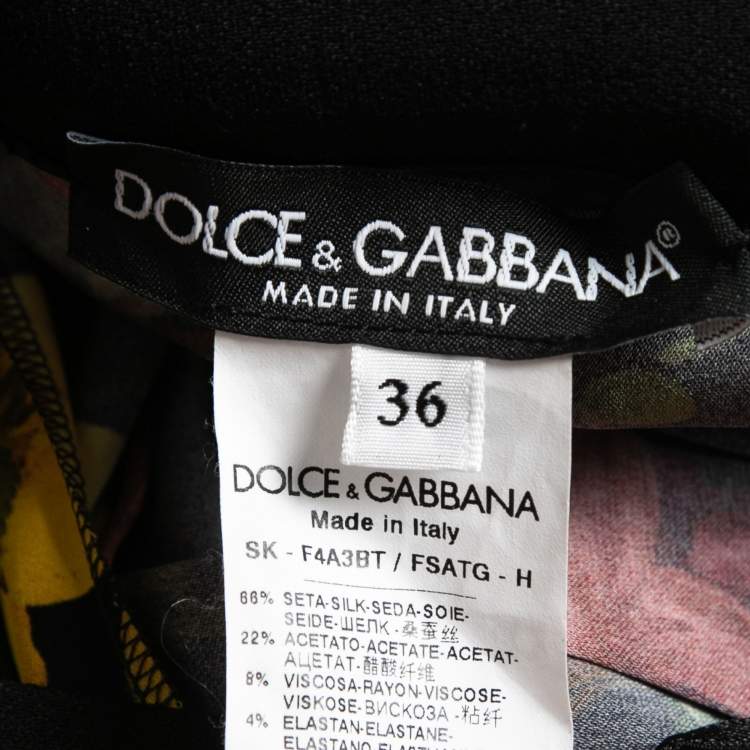 DOLCE & GABBANA®
MADE IN ITALY
36
DOLCE & GABBANA
Made in Italy
SK - F4A3BT / FSATG - H
66% SETA-SILK-SEDA-SOIE-
SEIDE-ШЕЛК-桑蚕丝
22% ACETATO-ACETATE-ACETAT-
АЦЕТАТ-醋酸纤维
8% VISCOSA-RAYON-VISCOSE-
VISKOSE-ВИСКОЗА-粘纤
4% ELASTAN-ELASTANE-